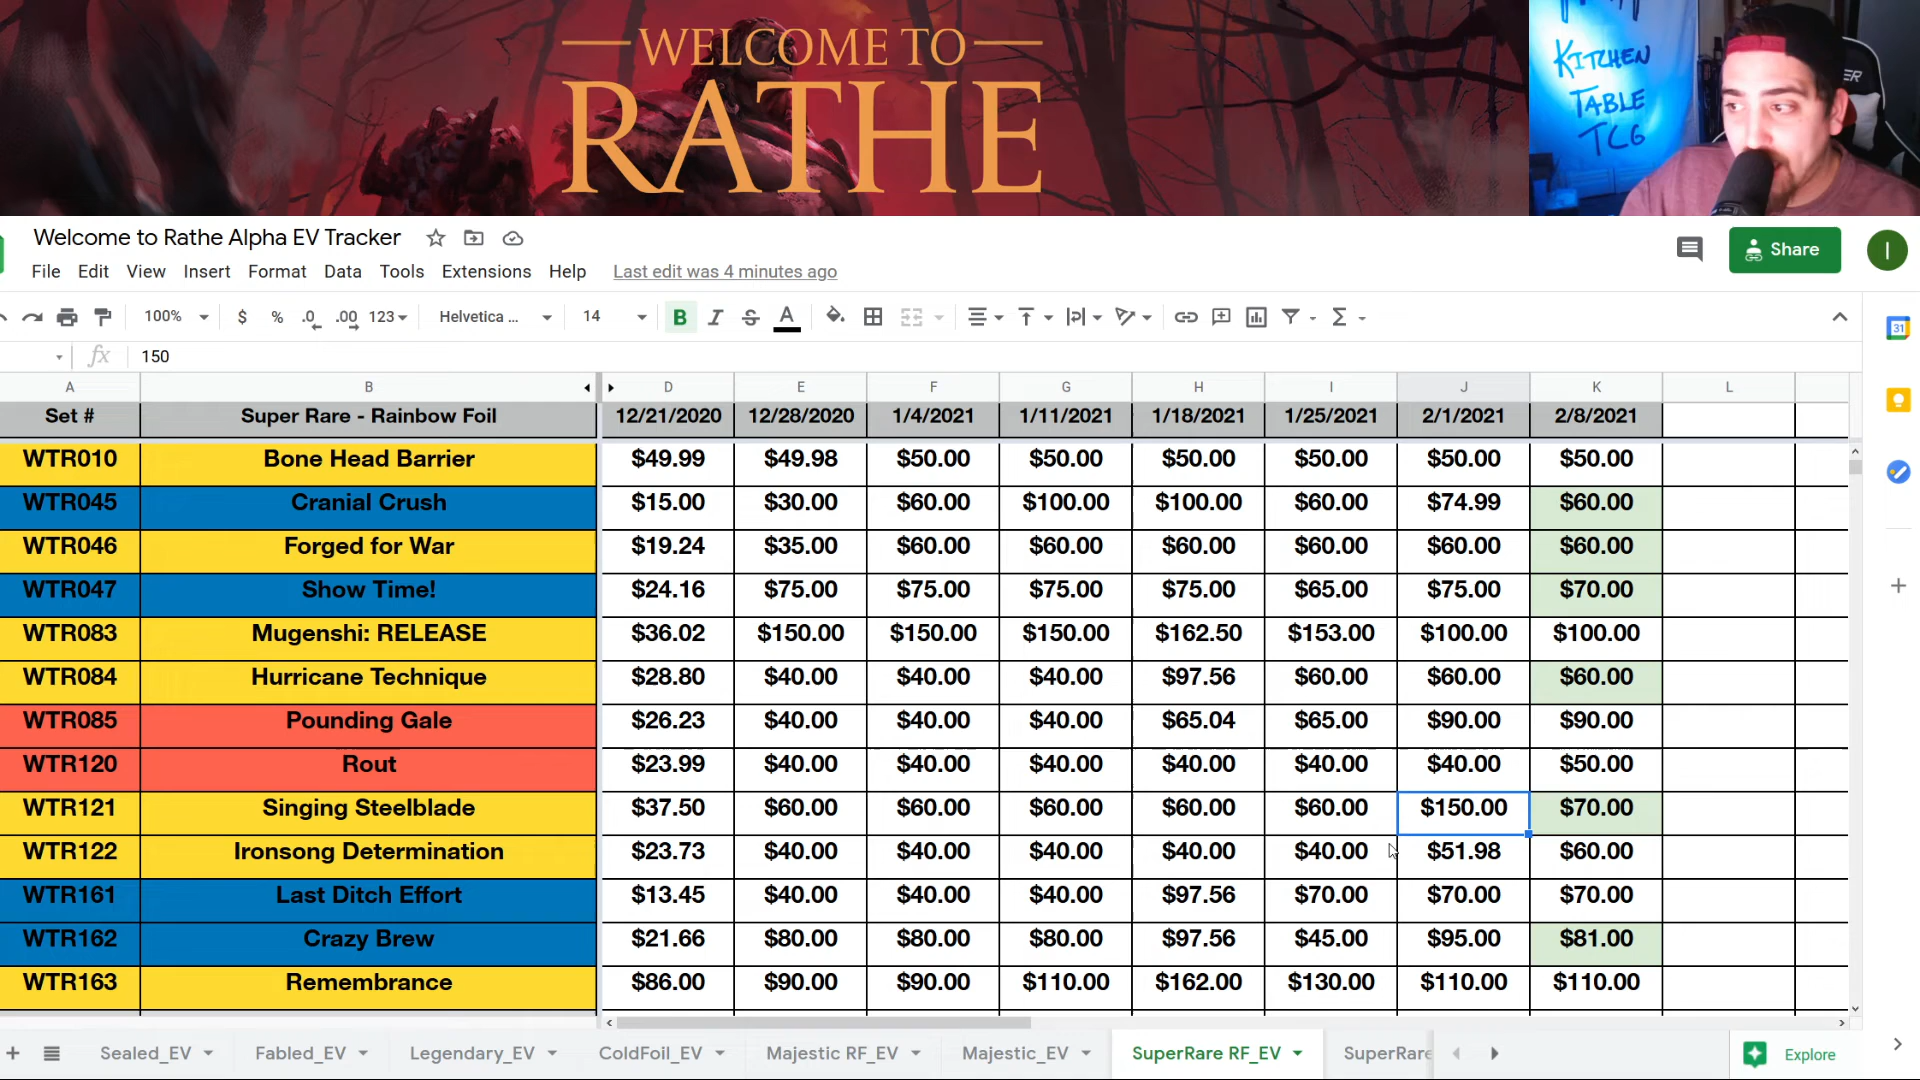 WELCOME TO
RATHE
KITCHEN
TABLE
TCG
Welcome to Rathe Alpha EV Tracker
Share
I
File Edit View Insert Format Data Tools Extensions Help Last edit was 4 minutes ago
100% $ % .0 .00 123 Helvetica ... 14 B I S A Σ
31
fx 150
A B D E F G H I J K L
Set # Super Rare - Rainbow Foil 12/21/2020 12/28/2020 1/4/2021 1/11/2021 1/18/2021 1/25/2021 2/1/2021 2/8/2021
WTR010 Bone Head Barrier $49.99 $49.98 $50.00 $50.00 $50.00 $50.00 $50.00 $50.00
WTR045 Cranial Crush $15.00 $30.00 $60.00 $100.00 $100.00 $60.00 $74.99 $60.00
WTR046 Forged for War $19.24 $35.00 $60.00 $60.00 $60.00 $60.00 $60.00 $60.00
WTR047 Show Time! $24.16 $75.00 $75.00 $75.00 $75.00 $65.00 $75.00 $70.00
WTR083 Mugenshi: RELEASE $36.02 $150.00 $150.00 $150.00 $162.50 $153.00 $100.00 $100.00
WTR084 Hurricane Technique $28.80 $40.00 $40.00 $40.00 $97.56 $60.00 $60.00 $60.00
WTR085 Pounding Gale $26.23 $40.00 $40.00 $40.00 $65.04 $65.00 $90.00 $90.00
WTR120 Rout $23.99 $40.00 $40.00 $40.00 $40.00 $40.00 $40.00 $50.00
WTR121 Singing Steelblade $37.50 $60.00 $60.00 $60.00 $60.00 $60.00 $150.00 $70.00
WTR122 Ironsong Determination $23.73 $40.00 $40.00 $40.00 $40.00 $40.00 $51.98 $60.00
WTR161 Last Ditch Effort $13.45 $40.00 $40.00 $40.00 $97.56 $70.00 $70.00 $70.00
WTR162 Crazy Brew $21.66 $80.00 $80.00 $80.00 $97.56 $45.00 $95.00 $81.00
WTR163 Remembrance $86.00 $90.00 $90.00 $110.00 $162.00 $130.00 $110.00 $110.00
Sealed_EV Fabled_EV Legendary_EV ColdFoil_EV Majestic RF_EV Majestic_EV SuperRare RF_EV SuperRare Explore